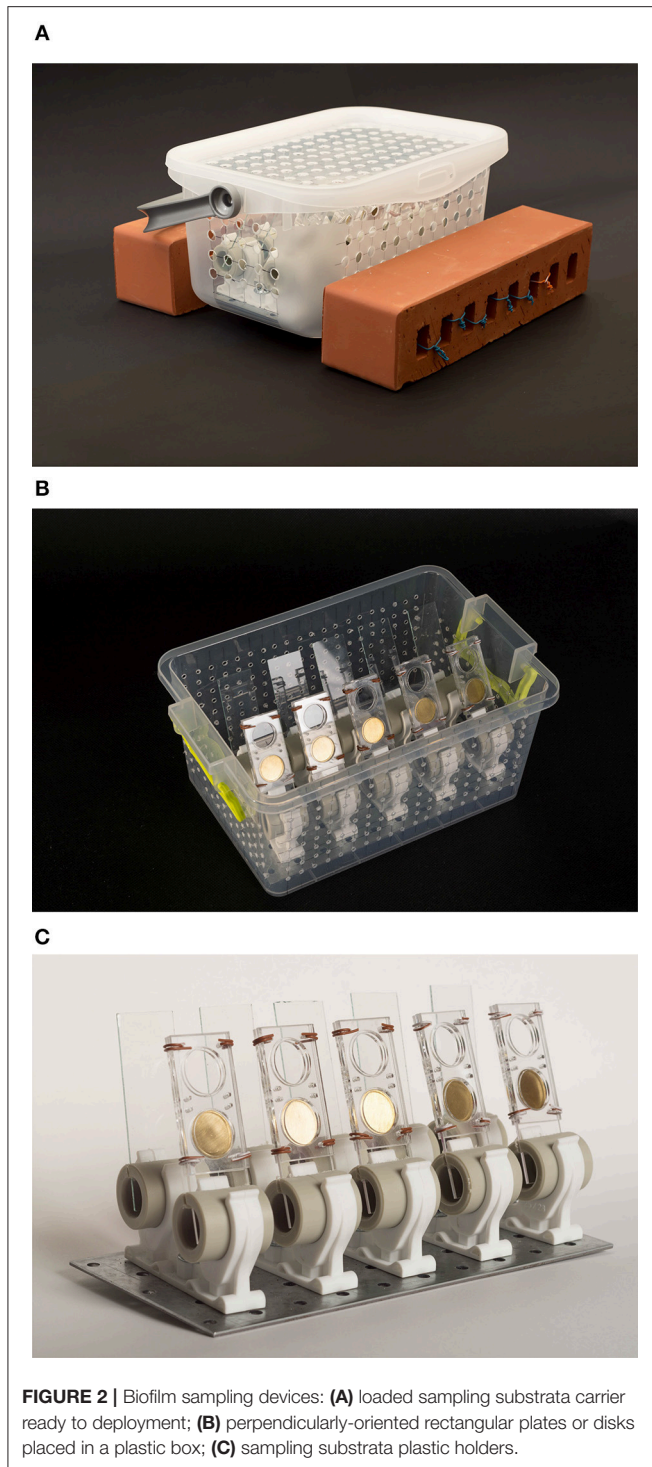 A
B
C
FIGURE 2 | Biofilm sampling devices: (A) loaded sampling substrata carrier
ready to deployment; (B) perpendicularly-oriented rectangular plates or disks
placed in a plastic box; (C) sampling substrata plastic holders.